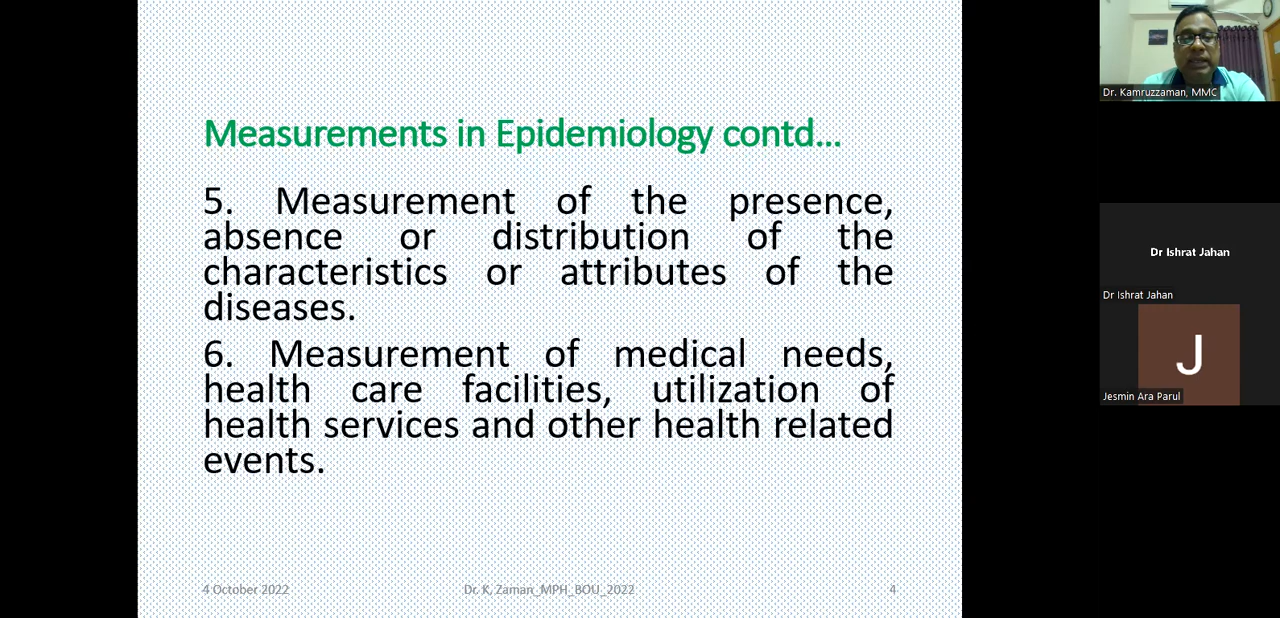 Measurements in Epidemiology contd...
5. Measurement of the presence,
absence or distribution of the
characteristics or attributes of the
diseases.
6. Measurement of medical needs,
health care facilities, utilization of
health services and other health related
events.
4 October 2022
Dr. K, Zaman_MPH_BOU_2022
4
Dr. Kamruzzaman, MMC
Dr Ishrat Jahan
Dr Ishrat Jahan
J
Jesmin Ara Parul